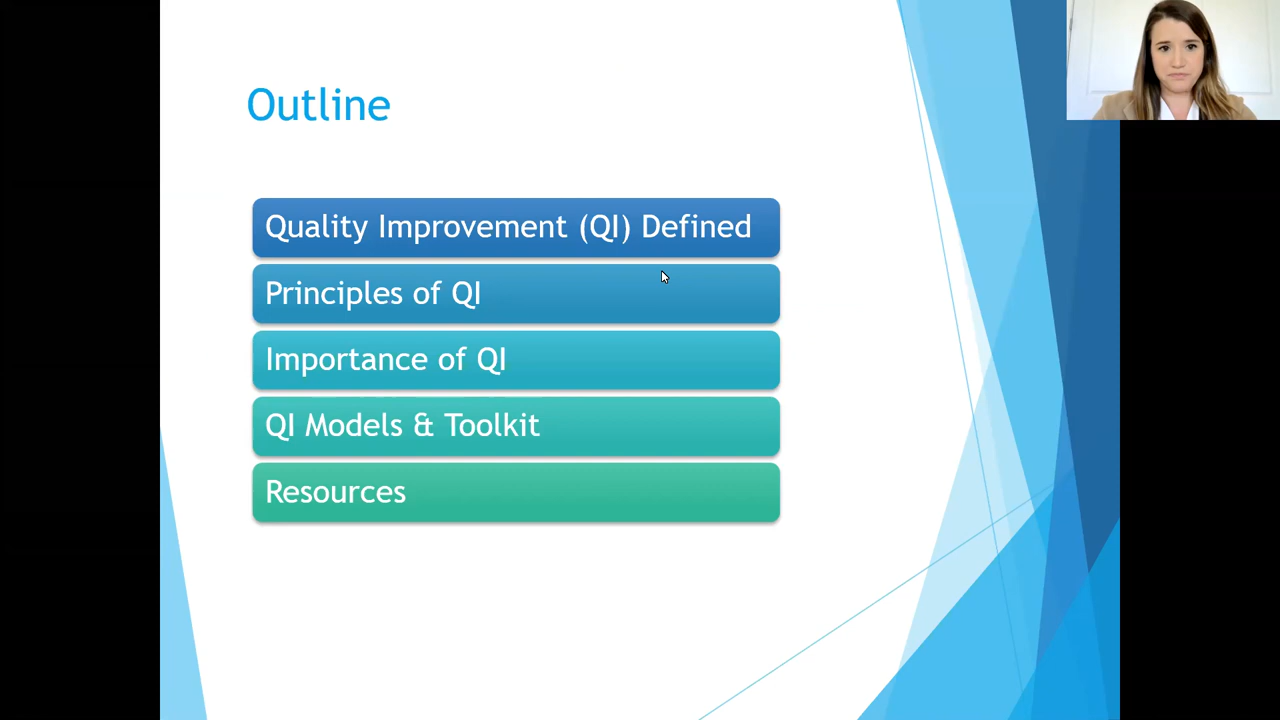 Outline
Quality Improvement (QI) Defined
Principles of QI
Importance of QI
QI Models & Toolkit
Resources